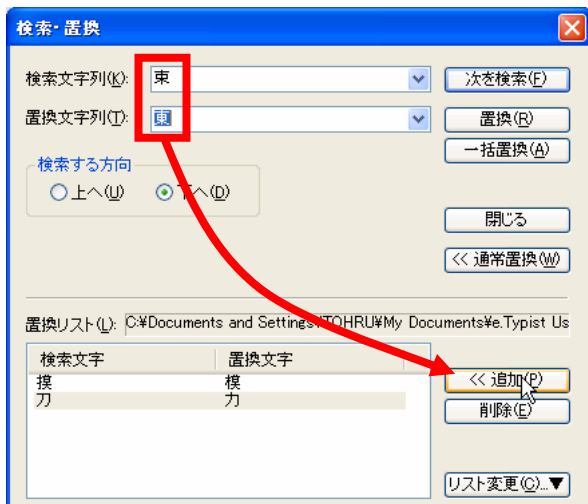 検索・置換
検索文字列(K): 東 次を検索(F)
置換文字列(T): 東 置換(R)
一括置換(A)
検索する方向
上へ(U) 下へ(D)
閉じる
<< 通常置換(W)
置換リスト(L): C:¥Documents and Settings¥TOHRU¥My Documents¥e.Typist Us
検索文字 置換文字
撲 模
刀 力
<< 追加(P)
削除(E)
リスト変更(C)...▼